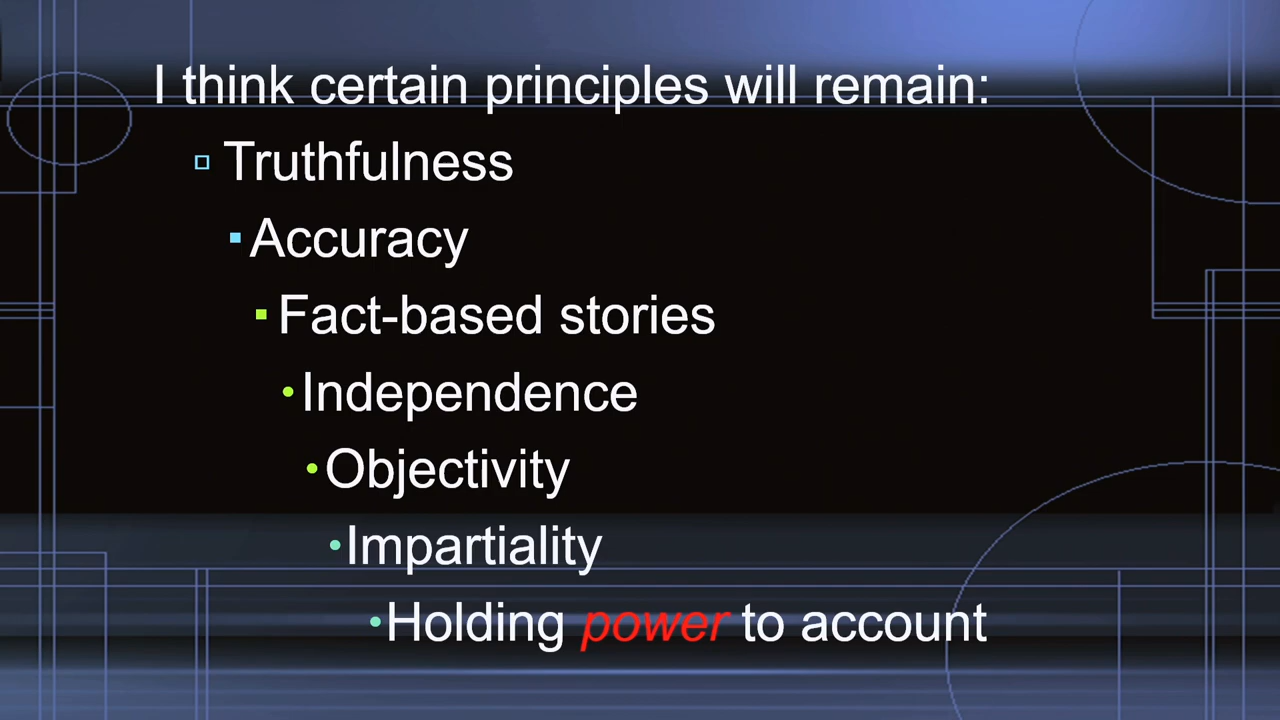 I think certain principles will remain:
Truthfulness
Accuracy
Fact-based stories
Independence
Objectivity
Impartiality
Holding power to account